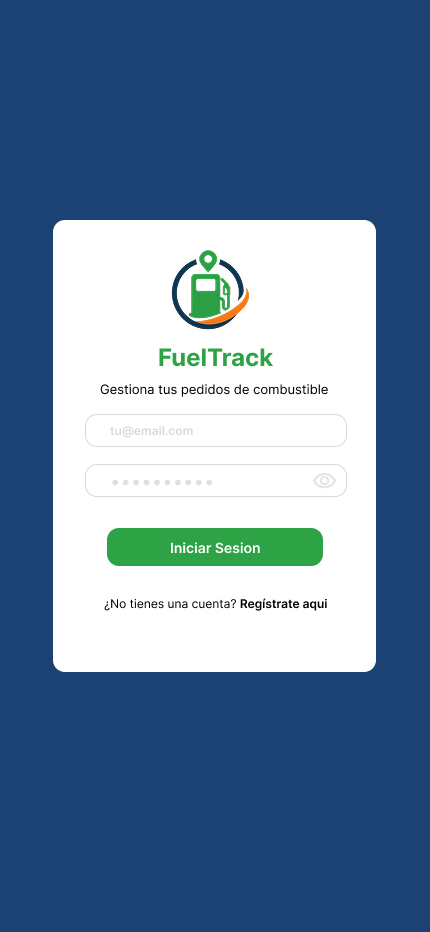 FuelTrack
Gestiona tus pedidos de combustible
tu@email.com
Iniciar Sesion
¿No tienes una cuenta? Regístrate aqui